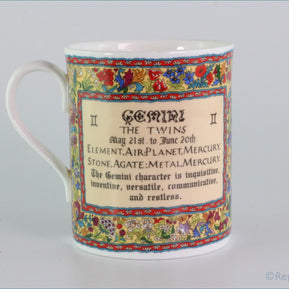 GEMINI
♊ ♊
THE TWINS
May 21st to June 20th
ELEMENT,AIR:PLANET,MERCURY.
STONE,AGATE:METAL,MERCURY.
The Gemini character is inquisitive,
inventive, versatile, communicative,
and restless.
©Rep